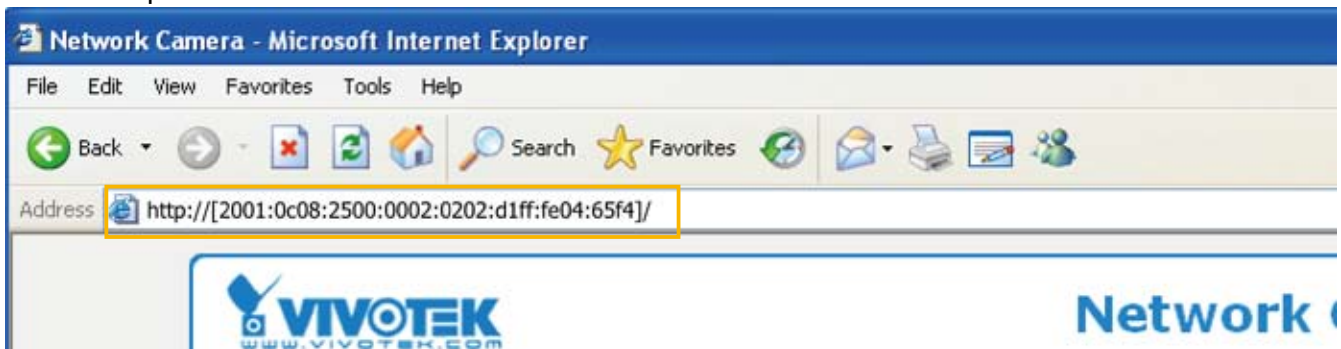 Network Camera - Microsoft Internet Explorer
File Edit View Favorites Tools Help
Back Search Favorites
Address http://[2001:0c08:2500:0002:0202:d1ff:fe04:65f4]/
VIVOTEK Network
WWW.VIVOTEK.COM